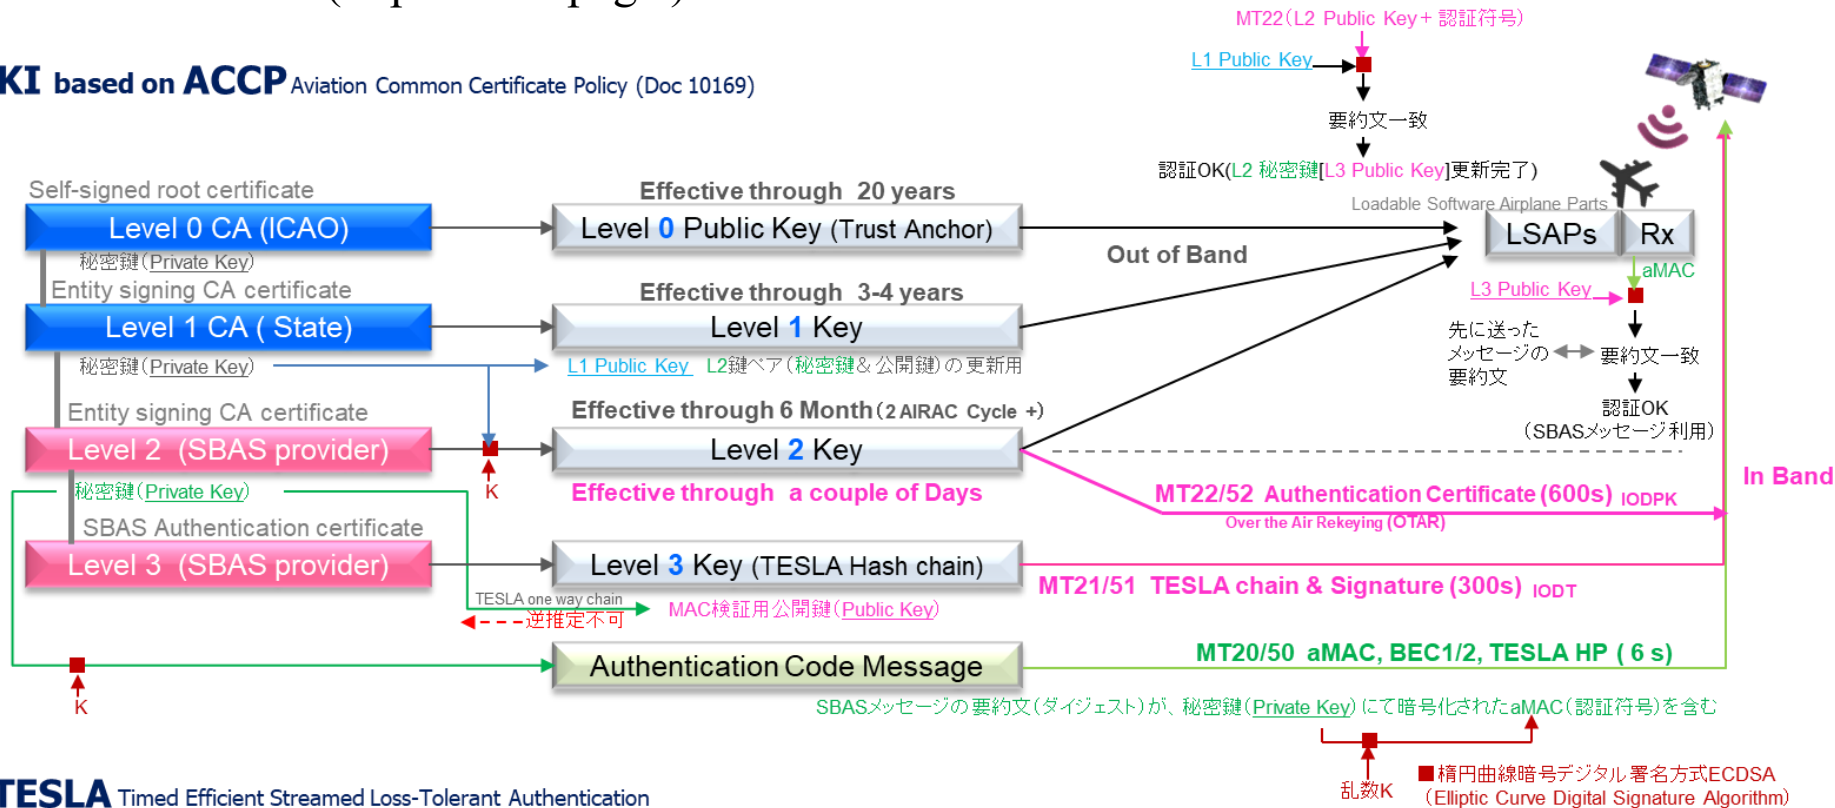 MT22(L2 Public Key+ 認証符号)
L1 Public Key
KI based on ACCP Aviation Common Certificate Policy (Doc 10169)
要約文一致
認証OK(L2 秘密鍵[L3 Public Key]更新完了)
Self-signed root certificate
Effective through 20 years
Loadable Software Airplane Parts
Level 0 CA (ICAO)
Level 0 Public Key (Trust Anchor)
LSAPs
Rx
Out of Band
秘密鍵(Private Key)
aMAC
Entity signing CA certificate
Effective through 3-4 years
L3 Public Key
Level 1 CA ( State)
Level 1 Key
先に送った
メッセージの
要約文
要約文一致
秘密鍵(Private Key)
L1 Public Key
L2鍵ペア(秘密鍵&公開鍵)の更新用
認証OK
(SBASメッセージ利用)
Entity signing CA certificate
Effective through 6 Month(2 AIRAC Cycle +)
Level 2 (SBAS provider)
Level 2 Key
K
In Band
秘密鍵(Private Key)
Effective through a couple of Days
MT22/52 Authentication Certificate (600s) IODPK
Over the Air Rekeying (OTAR)
SBAS Authentication certificate
Level 3 (SBAS provider)
Level 3 Key (TESLA Hash chain)
MT21/51 TESLA chain & Signature (300s) IODT
TESLA one way chain
逆推定不可
MAC検証用公開鍵(Public Key)
Authentication Code Message
MT20/50 aMAC, BEC1/2, TESLA HP ( 6 s)
K
SBASメッセージの要約文(ダイジェスト)が、秘密鍵(Private Key)にて暗号化されたaMAC(認証符号)を含む
乱数K
楕円曲線暗号デジタル署名方式ECDSA
(Elliptic Curve Digital Signature Algorithm)
TESLA Timed Efficient Streamed Loss-Tolerant Authentication